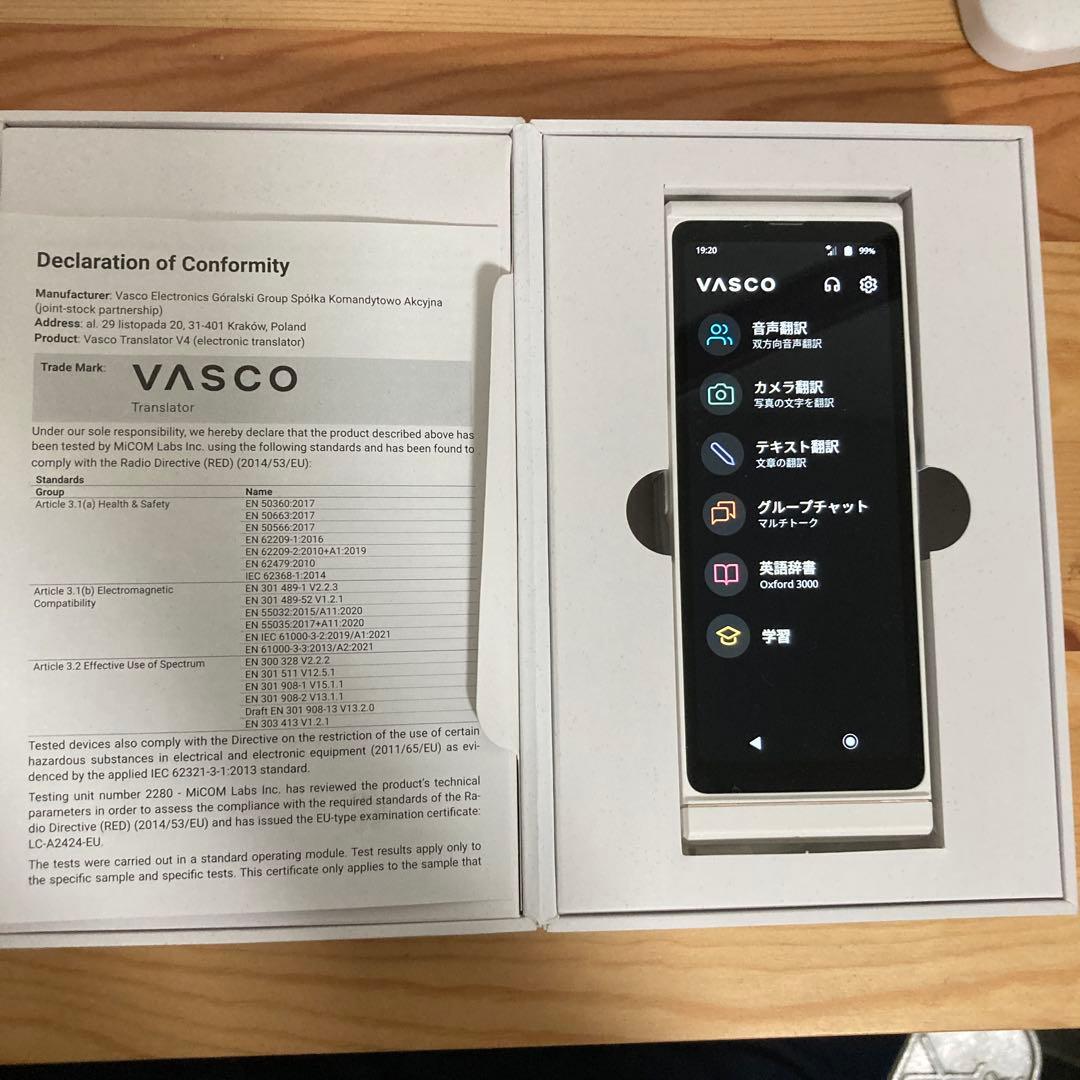 Declaration of Conformity
Manufacturer: Vasco Electronics Góralski Group Spółka Komandytowo Akcyjna
(joint-stock partnership)
Address: al. 29 listopada 20, 31-401 Kraków, Poland
Product: Vasco Translator V4 (electronic translator)
Trade Mark: VASCO
Translator
Under our sole responsibility, we hereby declare that the product described above has
been tested by MiCOM Labs Inc. using the following standards and has been found to
comply with the Radio Directive (RED) (2014/53/EU):
Standards
Group Name
Article 3.1(a) Health & Safety EN 50360:2017
EN 50663:2017
EN 50566:2017
EN 62209-1:2016
EN 62209-2:2010+A1:2019
EN 62479:2010
IEC 62368-1:2014
Article 3.1(b) Electromagnetic EN 301 489-1 V2.2.3
Compatibility EN 301 489-52 V1.2.1
EN 55032:2015/A11:2020
EN 55035:2017+A11:2020
EN IEC 61000-3-2:2019/A1:2021
EN 61000-3-3:2013/A2:2021
Article 3.2 Effective Use of Spectrum EN 300 328 V2.2.2
EN 301 511 V12.5.1
EN 301 908-1 V15.1.1
EN 301 908-2 V13.1.1
Draft EN 301 908-13 V13.2.0
EN 303 413 V1.2.1
Tested devices also comply with the Directive on the restriction of the use of certain
hazardous substances in electrical and electronic equipment (2011/65/EU) as evi-
denced by the applied IEC 62321-3-1:2013 standard.
Testing unit number 2280 - MiCOM Labs Inc. has reviewed the product's technical
parameters in order to assess the compliance with the required standards of the Ra-
dio Directive (RED) (2014/53/EU) and has issued the EU-type examination certificate:
LC-A2424-EU.
The tests were carried out in a standard operating module. Test results apply only to
the specific sample and specific tests. This certificate only applies to the sample that
19:20 99%
VASCO
音声翻訳
双方向音声翻訳
カメラ翻訳
写真の文字を翻訳
テキスト翻訳
文章の翻訳
グループチャット
マルチトーク
英語辞書
Oxford 3000
学習